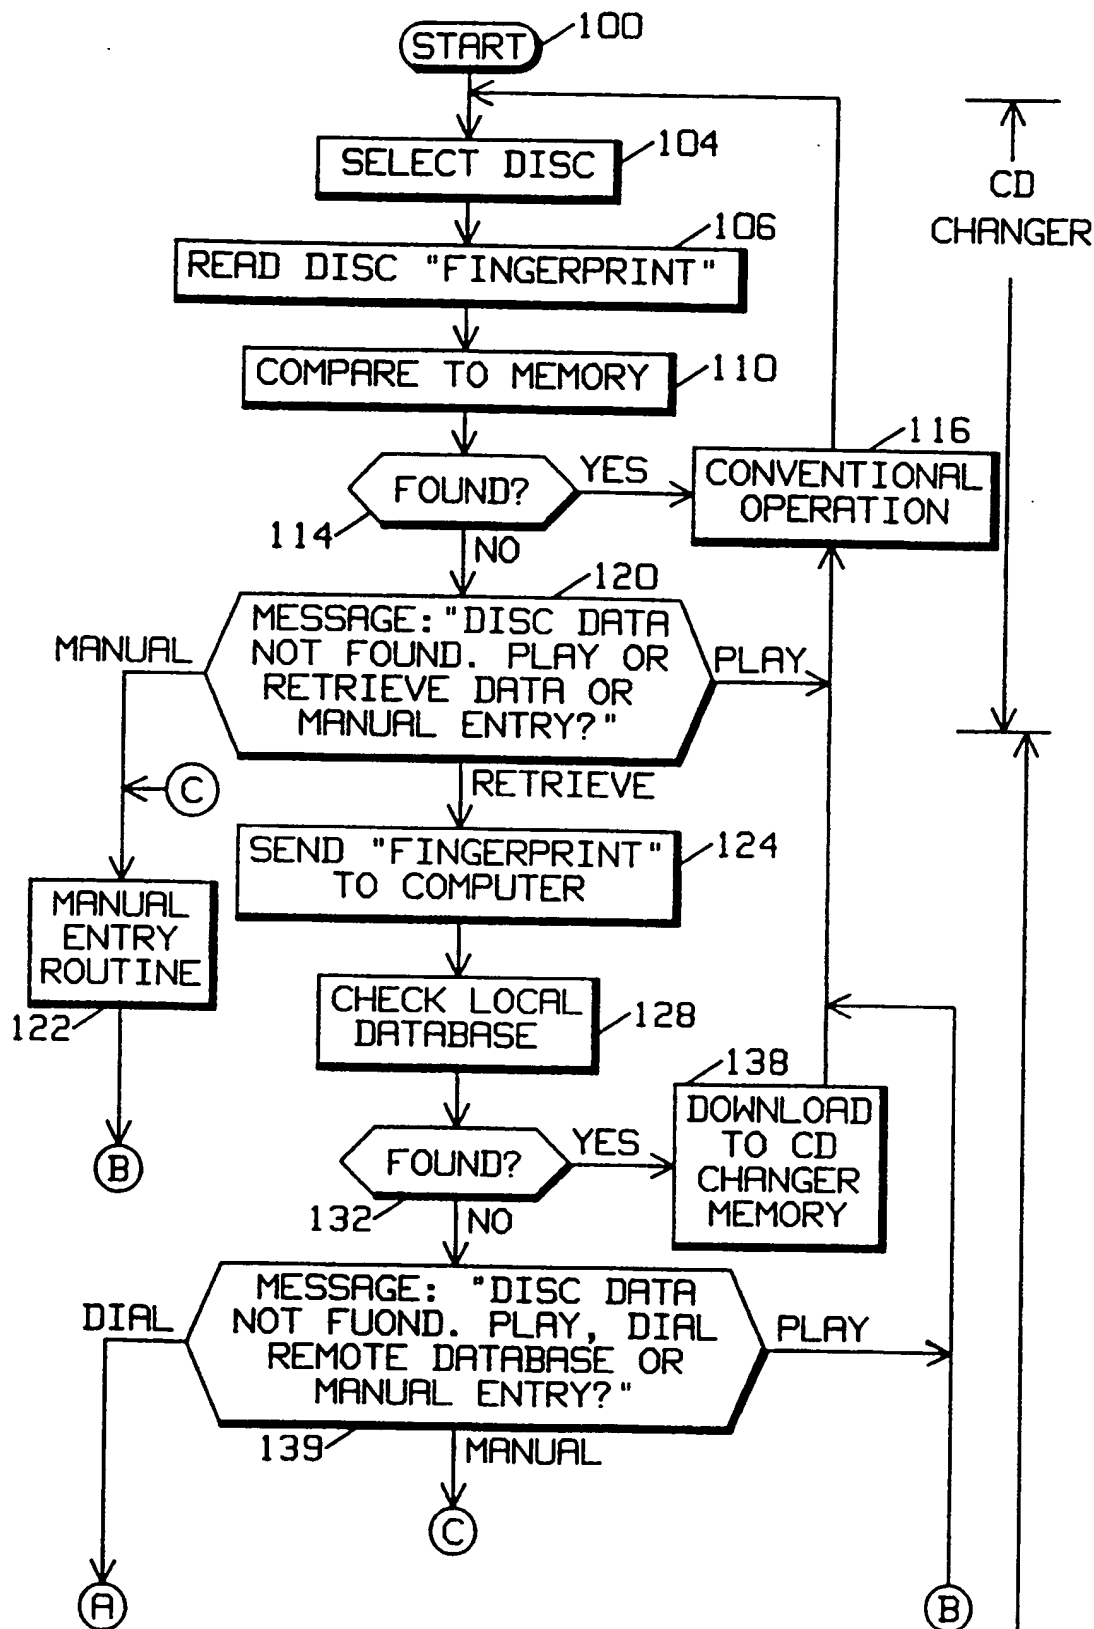 START
100
SELECT DISC
104
CD
CHANGER
READ DISC "FINGERPRINT"
106
COMPARE TO MEMORY
110
FOUND?
114
YES
NO
CONVENTIONAL
OPERATION
116
120
MESSAGE: "DISC DATA
NOT FOUND. PLAY OR
RETRIEVE DATA OR
MANUAL ENTRY?"
MANUAL
PLAY
RETRIEVE
C
SEND "FINGERPRINT"
TO COMPUTER
124
MANUAL
ENTRY
ROUTINE
122
CHECK LOCAL
DATABASE
128
B
FOUND?
132
YES
NO
138
DOWNLOAD
TO CD
CHANGER
MEMORY
MESSAGE: "DISC DATA
NOT FUOND. PLAY, DIAL
REMOTE DATABASE OR
MANUAL ENTRY?"
139
DIAL
PLAY
MANUAL
C
A
B